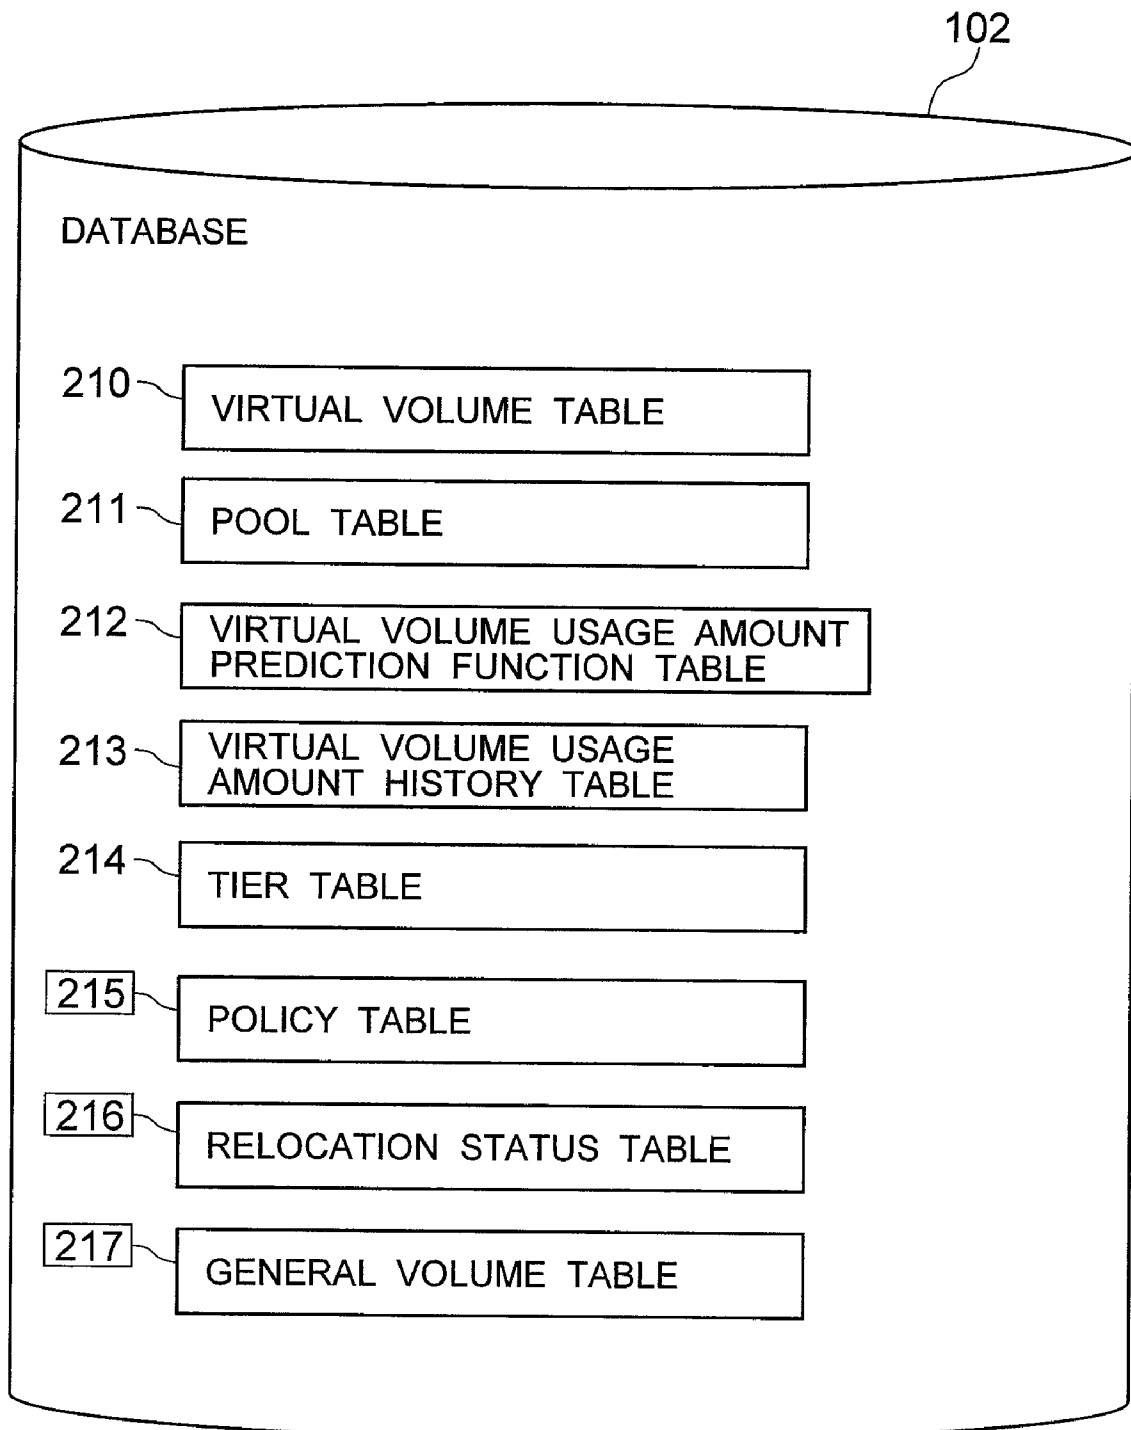 102
DATABASE
210
VIRTUAL VOLUME TABLE
211
POOL TABLE
212
VIRTUAL VOLUME USAGE AMOUNT
PREDICTION FUNCTION TABLE
213
VIRTUAL VOLUME USAGE
AMOUNT HISTORY TABLE
214
TIER TABLE
215
POLICY TABLE
216
RELOCATION STATUS TABLE
217
GENERAL VOLUME TABLE